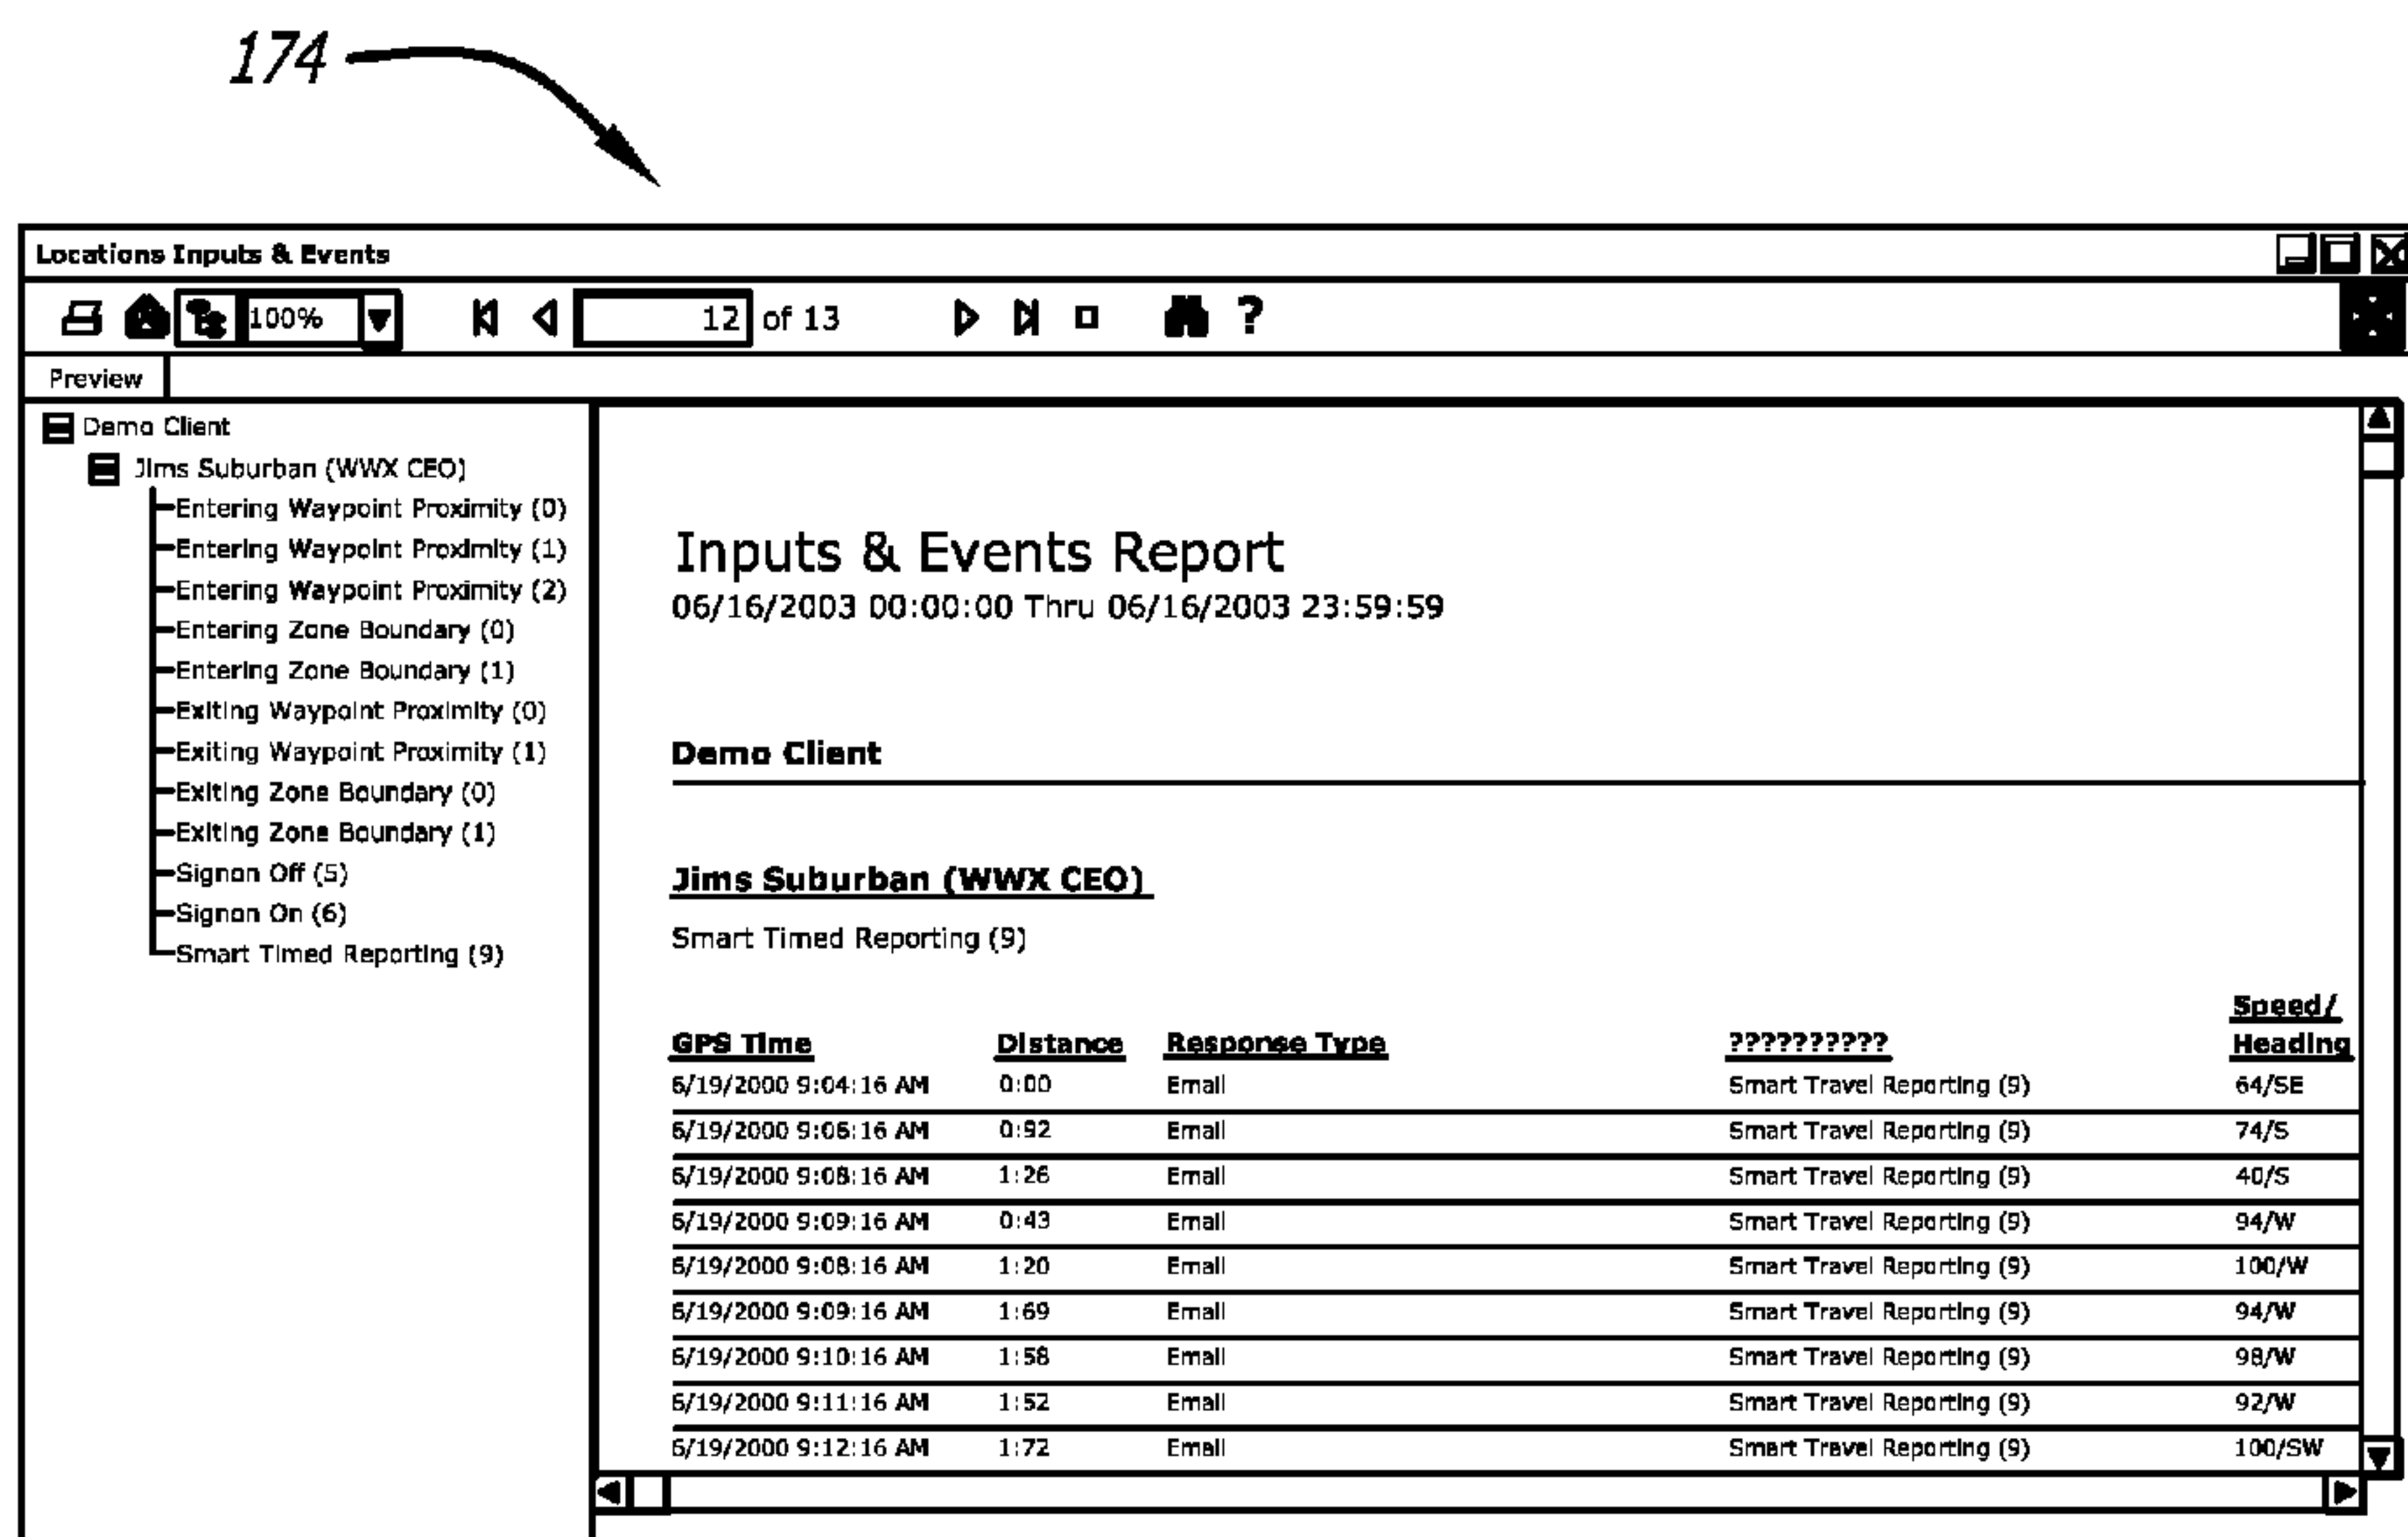 174
Locations Inputs & Events
100%
12 of 13
?
Preview
Demo Client
Jims Suburban (WWX CEO)
Entering Waypoint Proximity (0)
Entering Waypoint Proximity (1)
Entering Waypoint Proximity (2)
Entering Zone Boundary (0)
Entering Zone Boundary (1)
Exiting Waypoint Proximity (0)
Exiting Waypoint Proximity (1)
Exiting Zone Boundary (0)
Exiting Zone Boundary (1)
Signon Off (5)
Signon On (6)
Smart Timed Reporting (9)
Inputs & Events Report
06/16/2003 00:00:00 Thru 06/16/2003 23:59:59
Demo Client
Jims Suburban (WWX CEO)
Smart Timed Reporting (9)
GPS Time Distance Response Type ?????????? Speed/ Heading
6/19/2000 9:04:16 AM 0:00 Email Smart Travel Reporting (9) 64/SE
6/19/2000 9:06:16 AM 0:92 Email Smart Travel Reporting (9) 74/S
6/19/2000 9:08:16 AM 1:26 Email Smart Travel Reporting (9) 40/S
6/19/2000 9:09:16 AM 0:43 Email Smart Travel Reporting (9) 94/W
6/19/2000 9:08:16 AM 1:20 Email Smart Travel Reporting (9) 100/W
6/19/2000 9:09:16 AM 1:69 Email Smart Travel Reporting (9) 94/W
6/19/2000 9:10:16 AM 1:58 Email Smart Travel Reporting (9) 98/W
6/19/2000 9:11:16 AM 1:52 Email Smart Travel Reporting (9) 92/W
6/19/2000 9:12:16 AM 1:72 Email Smart Travel Reporting (9) 100/SW